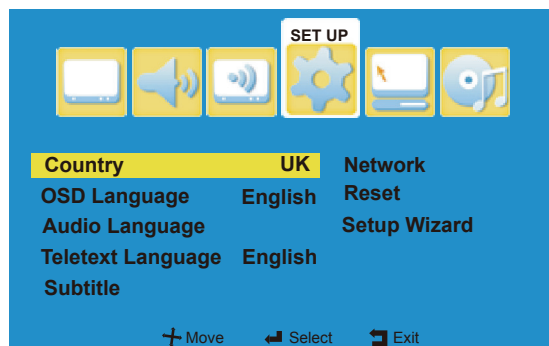 SET UP
Country UK
OSD Language English
Audio Language
Teletext Language English
Subtitle
Network
Reset
Setup Wizard
Move Select Exit